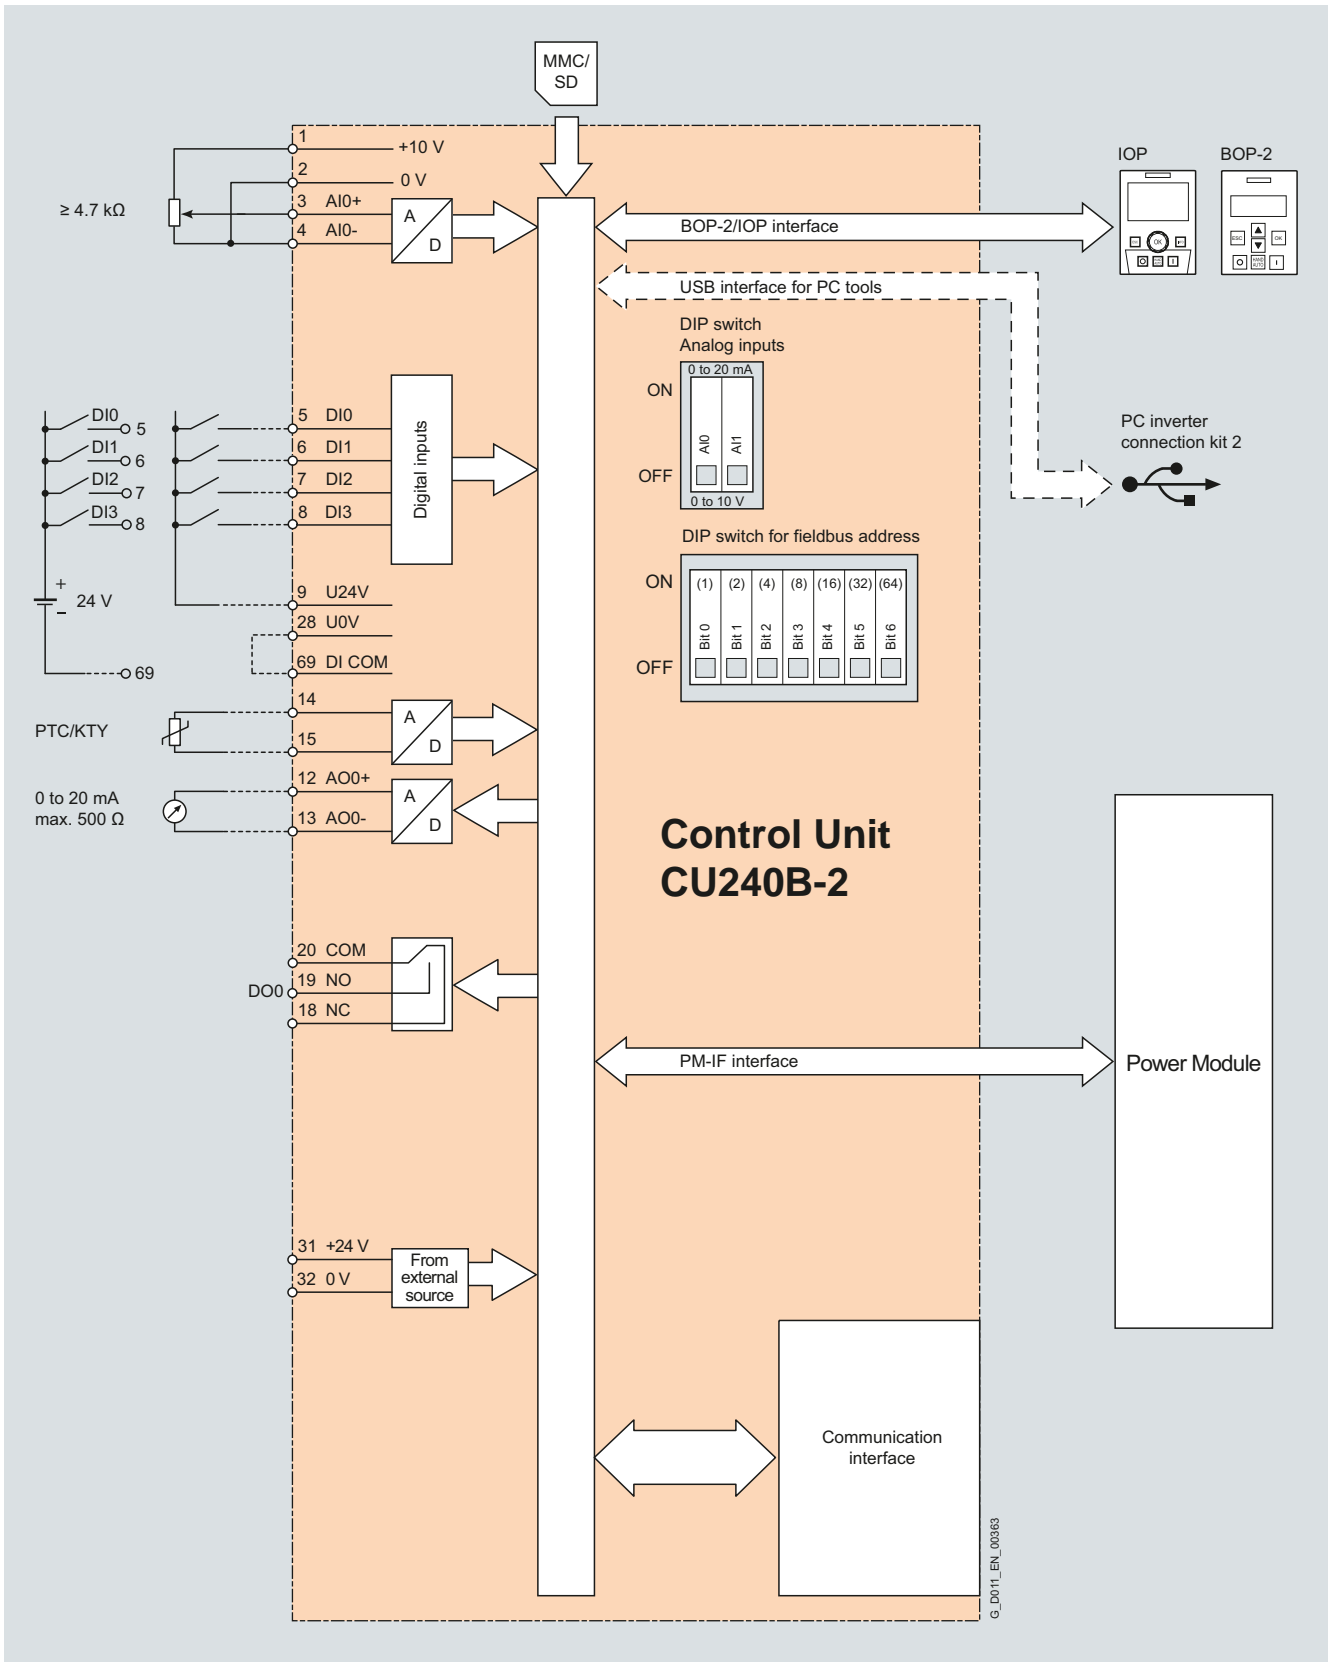 MMC/
SD
1
+10 V
2
0 V
3 AI0+
4 AI0-
≥ 4.7 kΩ
A
D
IOP
BOP-2
OK
ESC
OK
HAND
AUTO
BOP-2/IOP interface
USB interface for PC tools
DIP switch
Analog inputs
0 to 20 mA
ON
AI0
AI1
OFF
0 to 10 V
PC inverter
connection kit 2
DI0
5
DI1
6
DI2
7
DI3
8
5 DI0
6 DI1
7 DI2
8 DI3
Digital inputs
DIP switch for fieldbus address
ON
(1) (2) (4) (8) (16) (32) (64)
Bit 0
Bit 1
Bit 2
Bit 3
Bit 4
Bit 5
Bit 6
OFF
+
24 V
–
69
9 U24V
28 U0V
69 DI COM
PTC/KTY
14
15
A
D
0 to 20 mA
max. 500 Ω
12 AO0+
13 AO0-
A
D
Control Unit
CU240B-2
20 COM
DO0
19 NO
18 NC
PM-IF interface
Power Module
31 +24 V
32 0 V
From
external
source
Communication
interface
G_D011_EN_00363